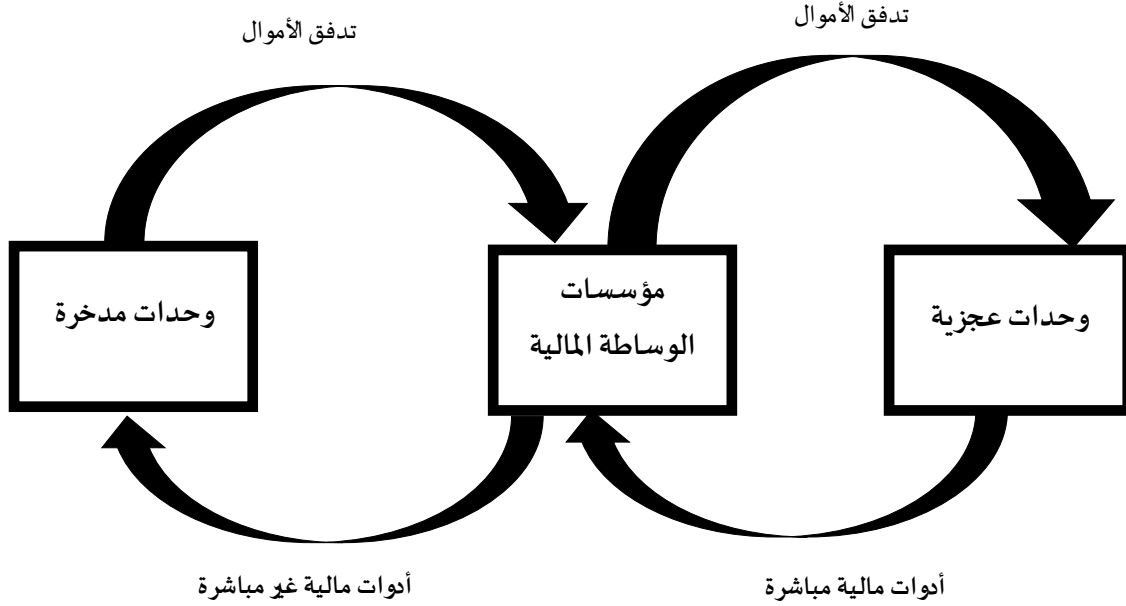 تدفق الأموال
تدفق الأموال
وحدات عجزية
مؤسسات
الوساطة المالية
وحدات مدخرة
أدوات مالية مباشرة
أدوات مالية غير مباشرة